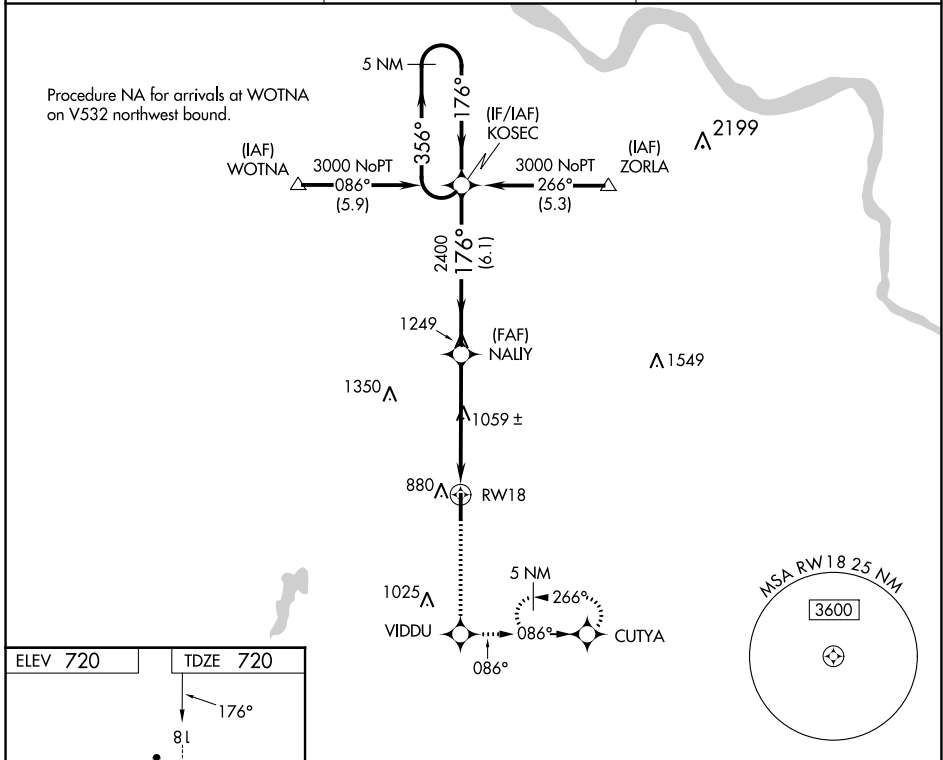 5 NM
Procedure NA for arrivals at WOTNA
on V532 northwest bound.
356°
176°
(IF/IAF)
KOSEC
2199
(IAF)
WOTNA
3000 NoPT
086°
(5.9)
3000 NoPT
266°
(5.3)
(IAF)
ZORLA
2400
176°
(6.1)
1249
(FAF)
NALIY
1549
1350
1059 ±
880
RW18
MSA RW18 25 NM
3600
1025
5 NM
266°
VIDDU
086°
CUTYA
086°
ELEV 720
TDZE 720
176°
18